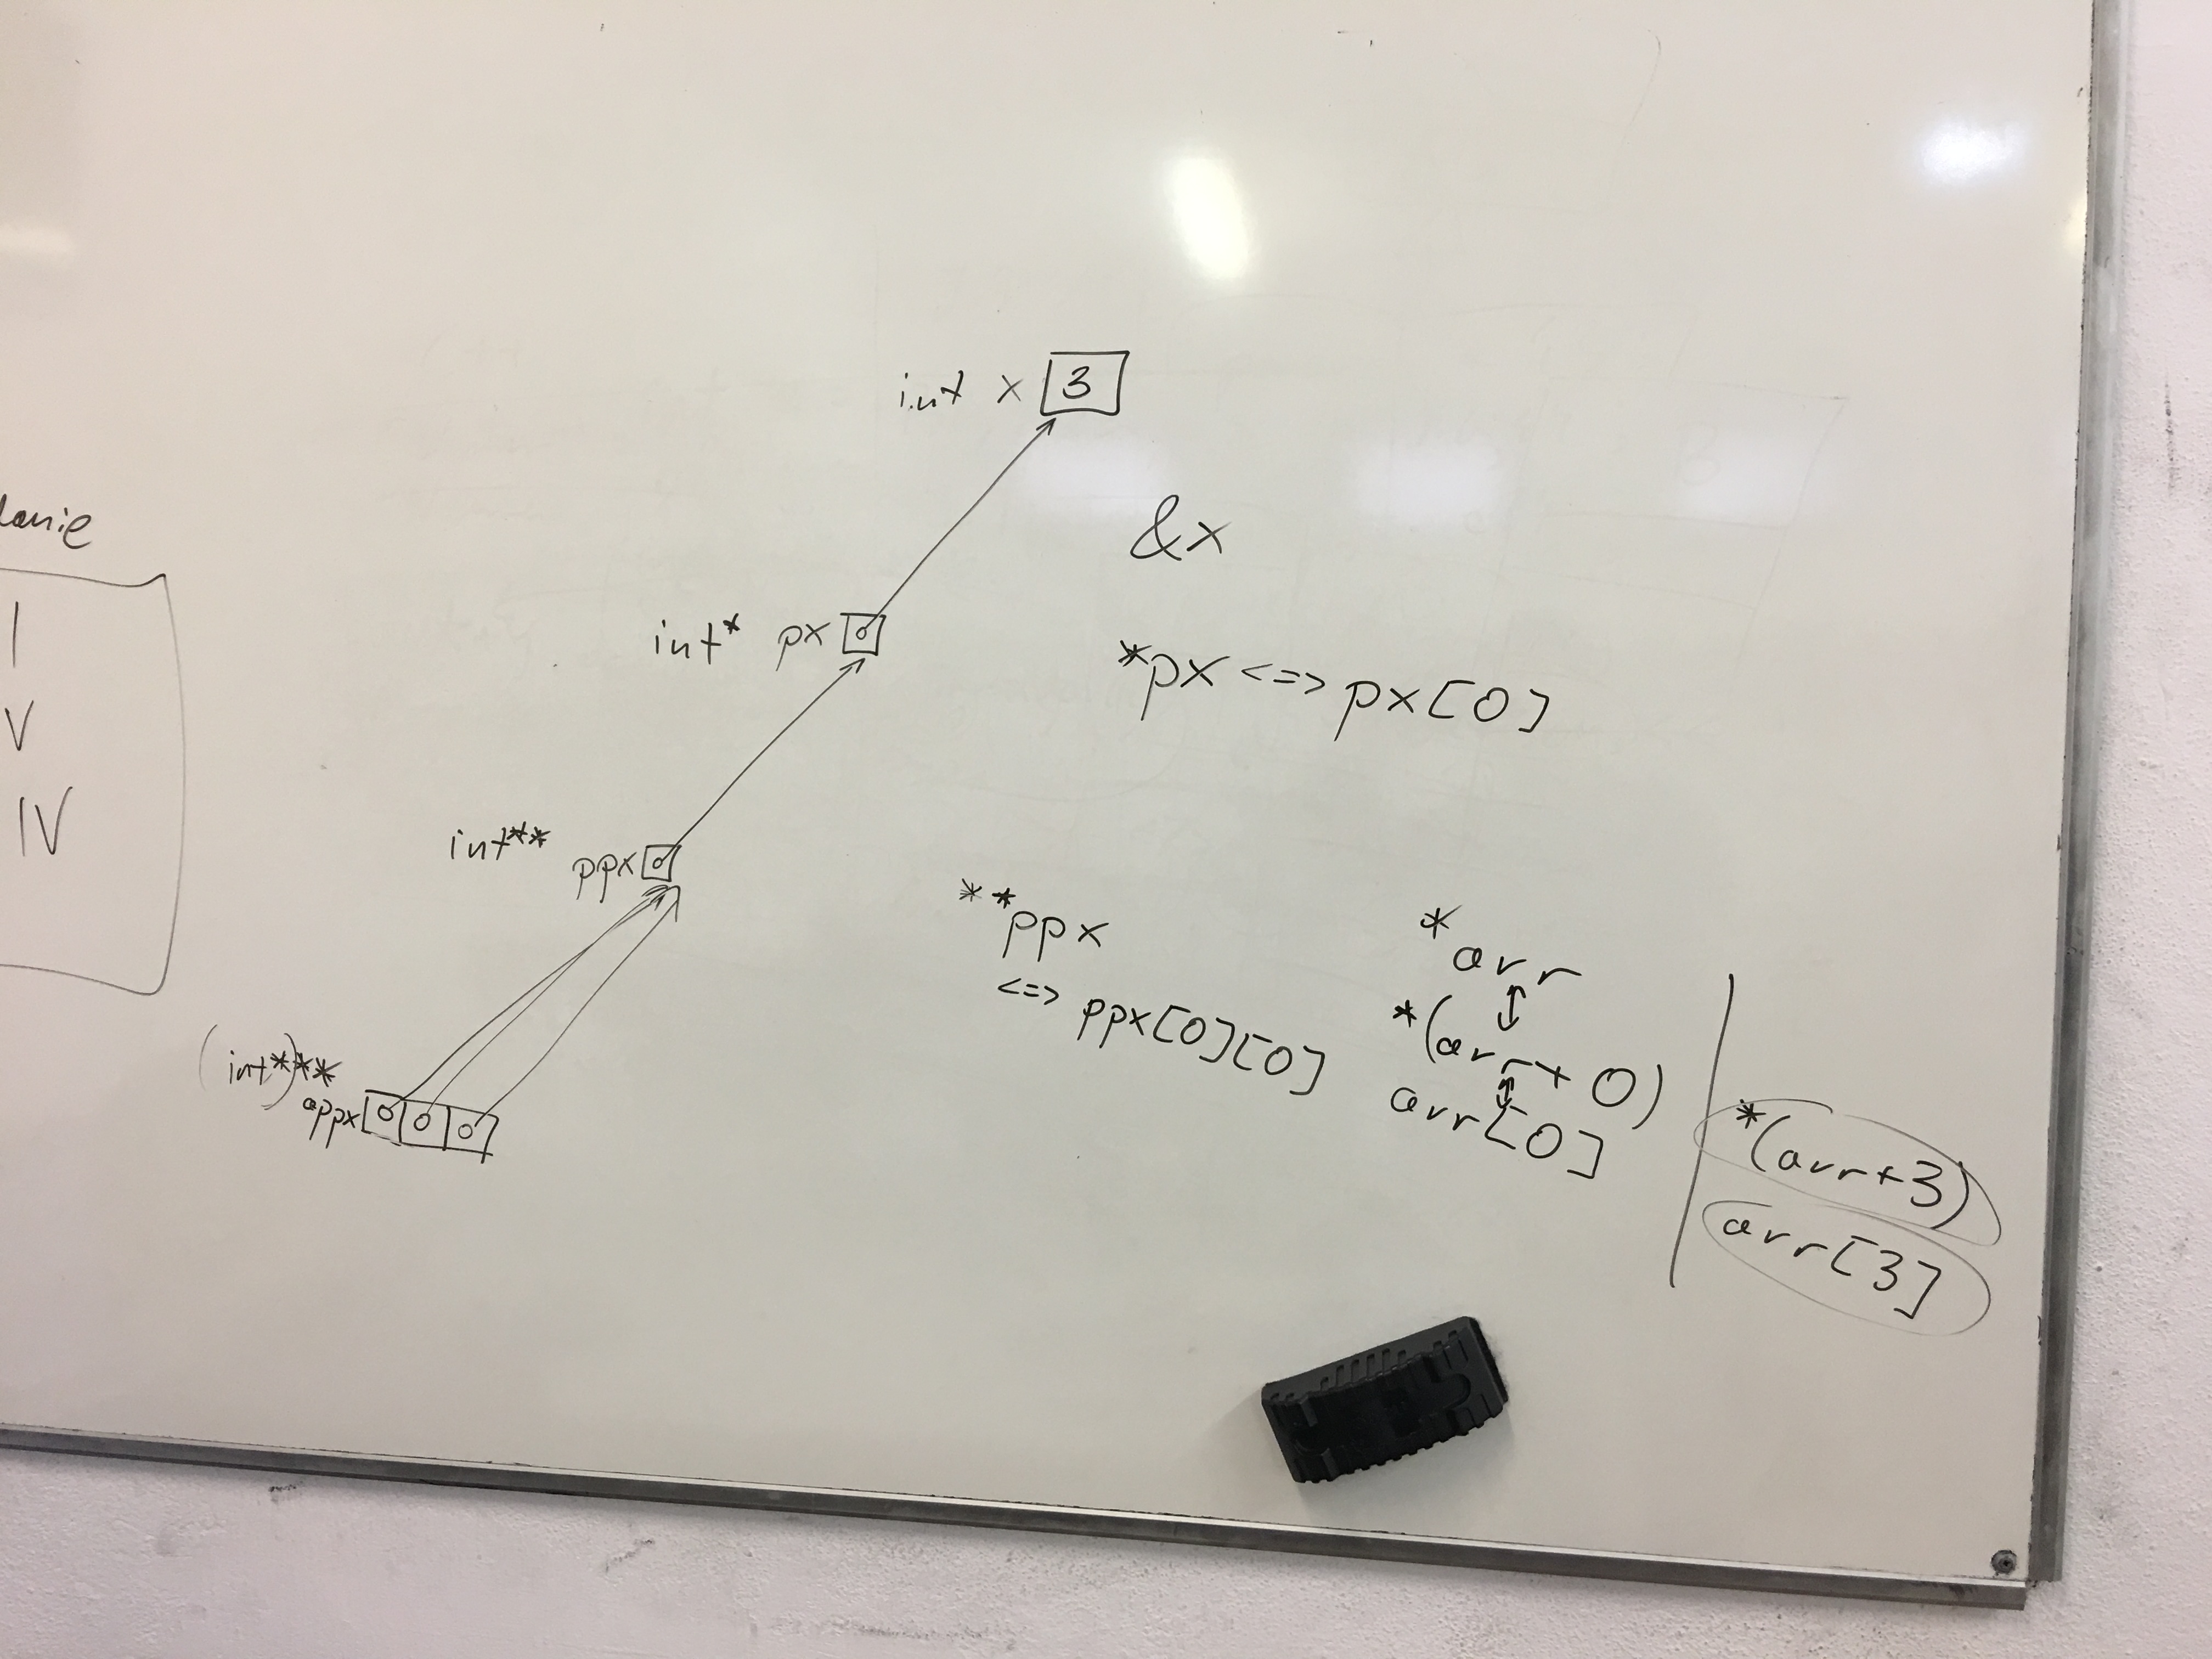 int x 3
&x
int* px
*px <=> px[0]
I
V
IV
int** ppx
**ppx
<=> ppx[0][0]
(int*)**
appx
*arr
*(arr+0)
arr[0]
*(arr+3)
arr[3]